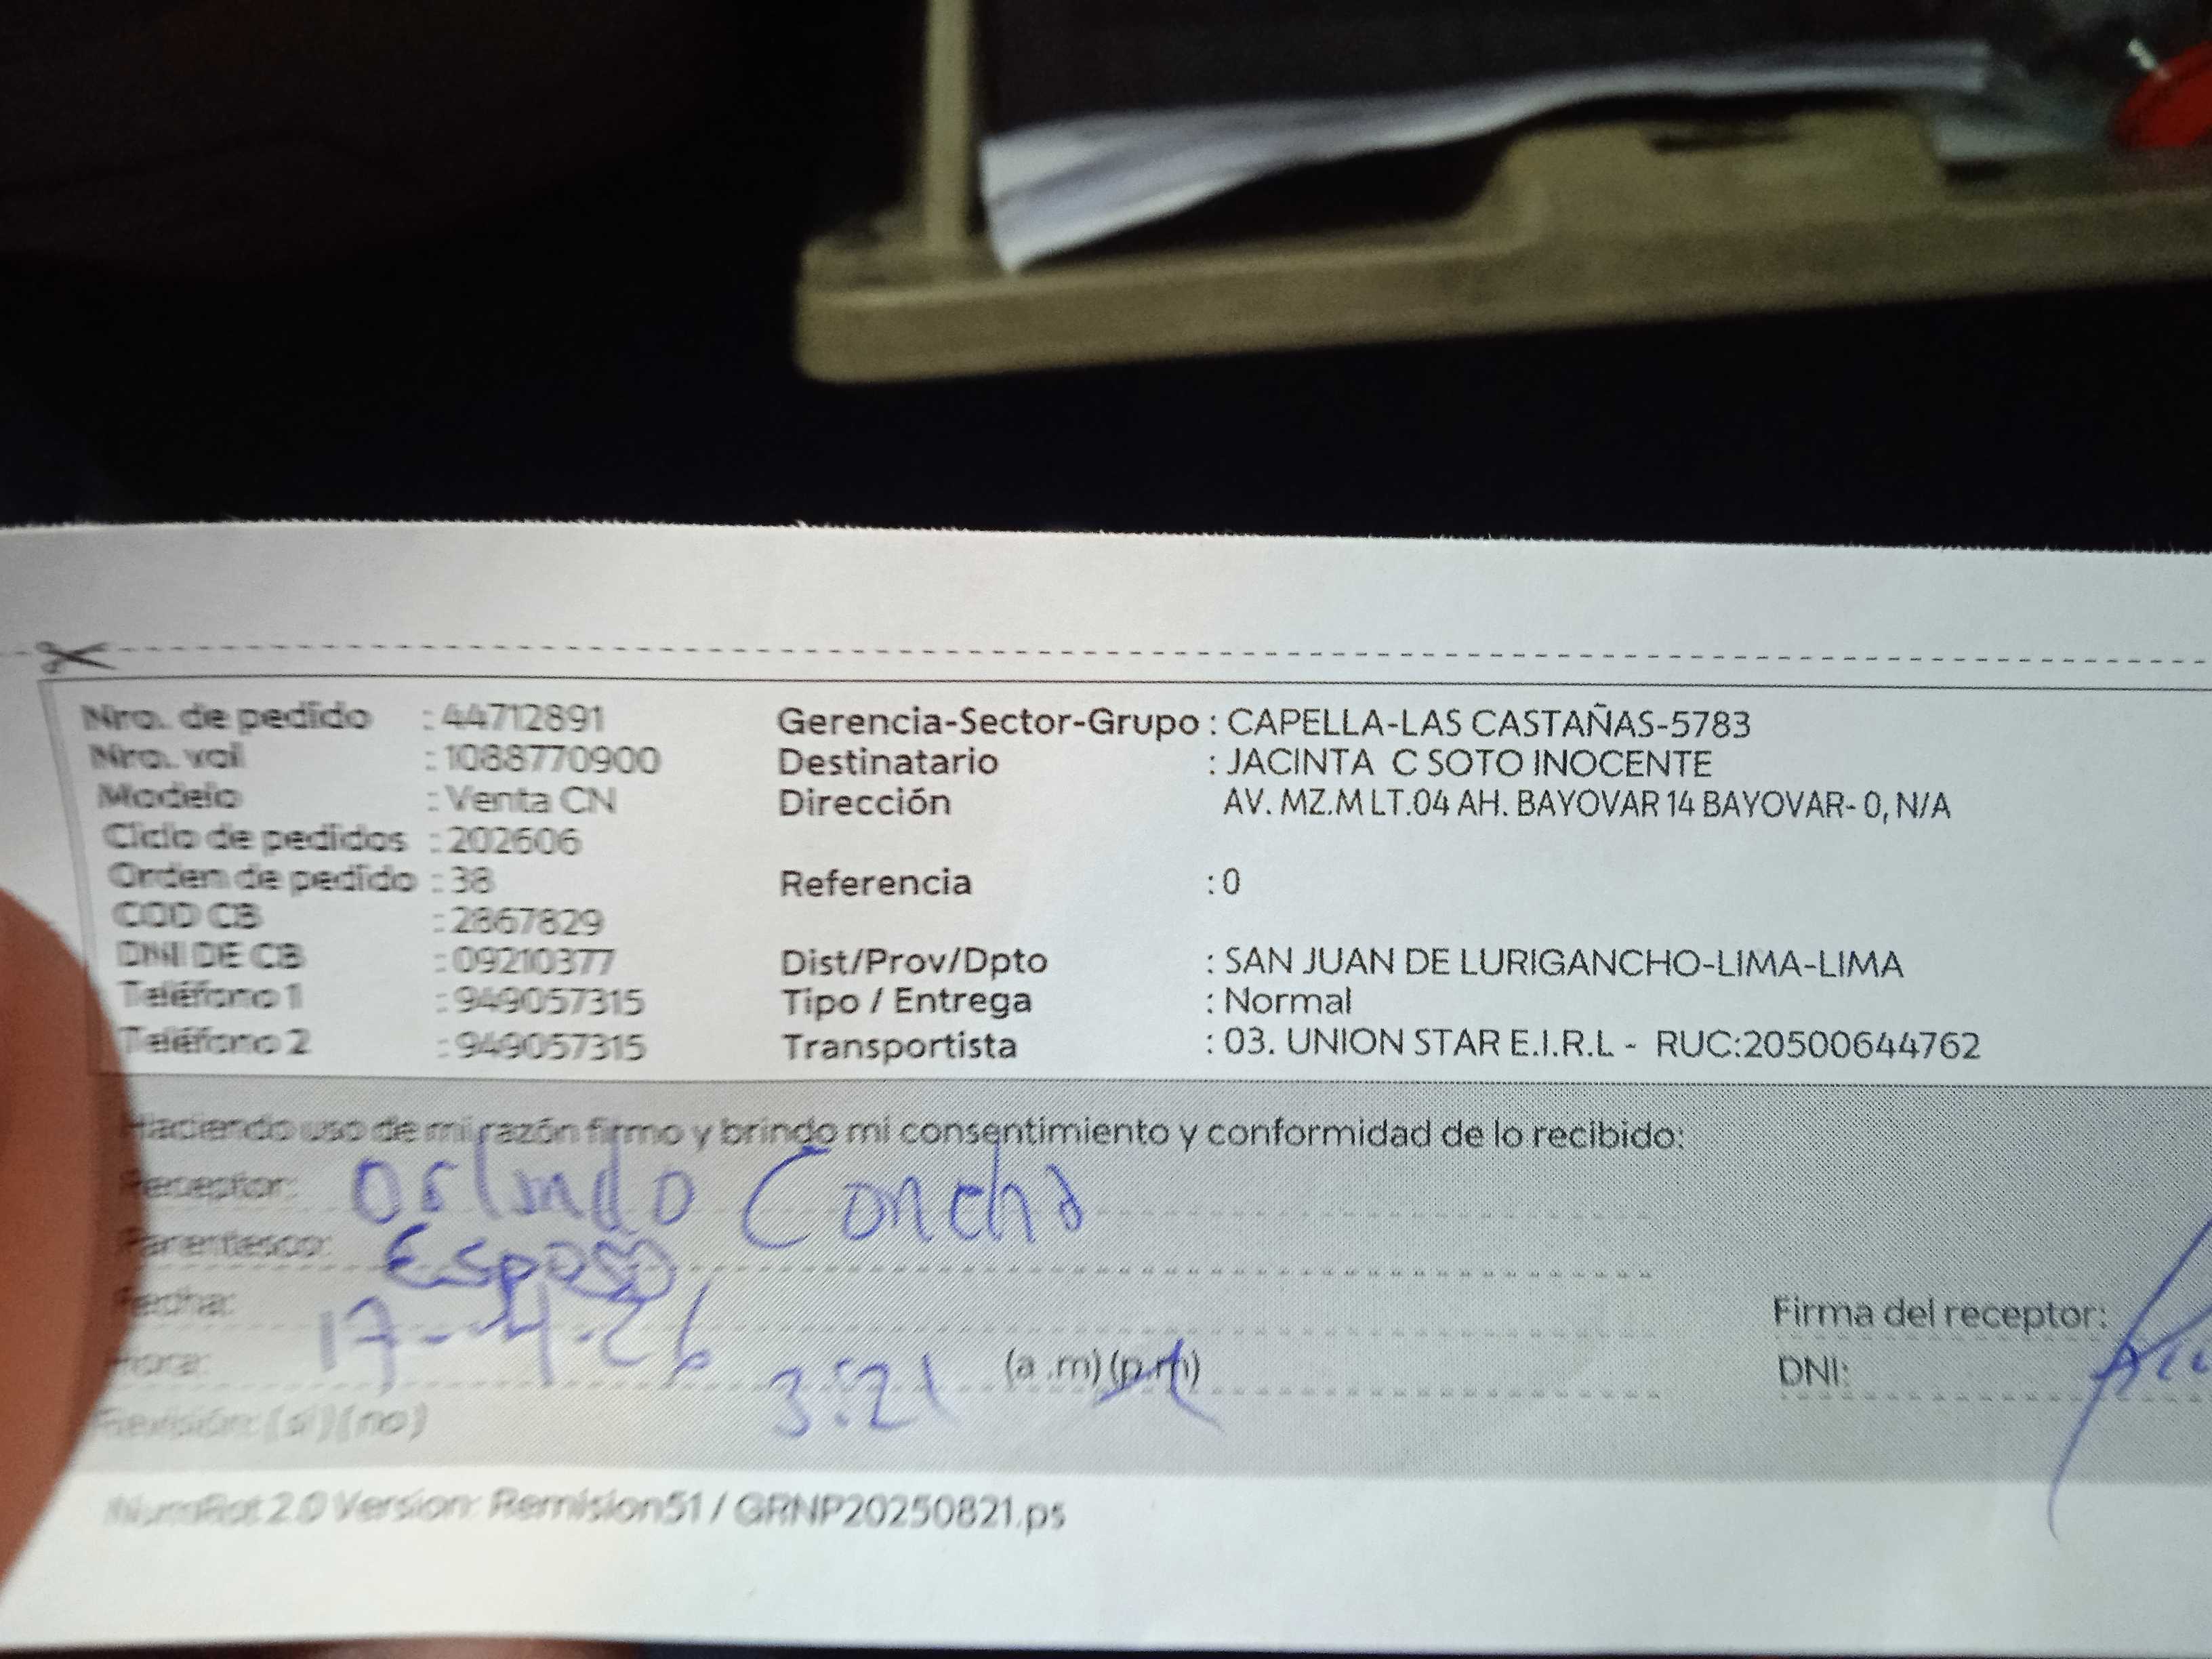 Nro. de pedido : 44712891 Gerencia-Sector-Grupo : CAPELLA-LAS CASTAÑAS-5783
Nro. val : 1088770900 Destinatario : JACINTA C SOTO INOCENTE
Modelo : Venta CN Dirección AV. MZ.M LT.04 AH. BAYOVAR 14 BAYOVAR- 0, N/A
Ciclo de pedidos : 202606
Orden de pedido : 38 Referencia : 0
COD CB : 2867829
DNI DE CB : 09210377 Dist/Prov/Dpto : SAN JUAN DE LURIGANCHO-LIMA-LIMA
Teléfono 1 : 949057315 Tipo / Entrega : Normal
Teléfono 2 : 949057315 Transportista : 03. UNION STAR E.I.R.L - RUC:20500644762
Haciendo uso de mi razón firmo y brindo mi consentimiento y conformidad de lo recibido:
Receptor: Orlando Concha
Parentesco: Esposo
Fecha: 17-4-26 Firma del receptor:
Hora: 3:21 (a .m) (p.m) DNI:
Revisión: (si) (no)
2.0 Version: Remision51 / GRNP20250821.ps